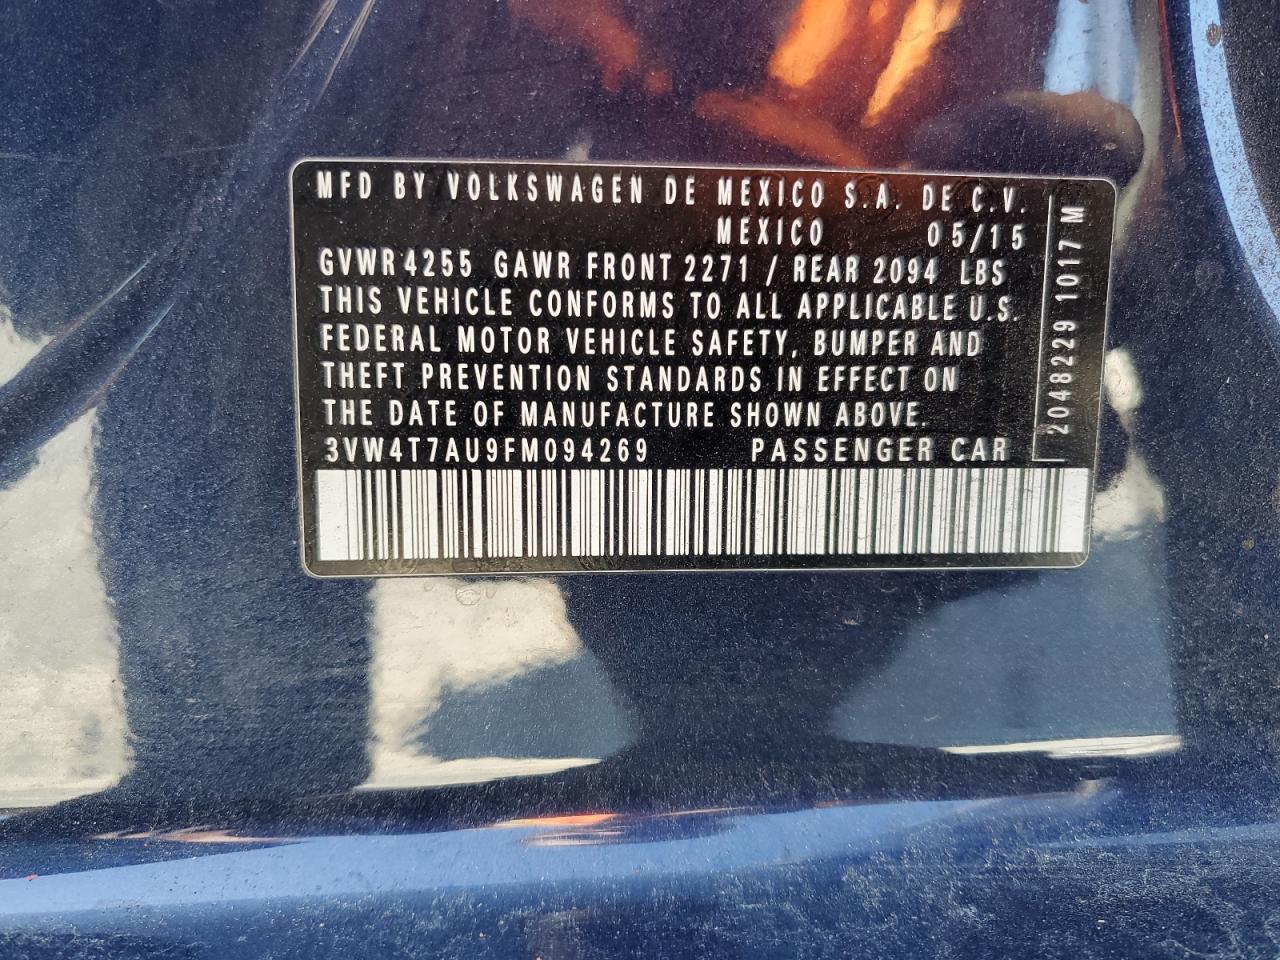 MFD BY VOLKSWAGEN DE MEXICO S.A. DE C.V.
MEXICO 05/15
GVWR 4255 GAWR FRONT 2271 / REAR 2094 LBS
THIS VEHICLE CONFORMS TO ALL APPLICABLE U.S.
FEDERAL MOTOR VEHICLE SAFETY, BUMPER AND
THEFT PREVENTION STANDARDS IN EFFECT ON
THE DATE OF MANUFACTURE SHOWN ABOVE.
3VW4T7AU9FM094269 PASSENGER CAR
2048229 1017 M